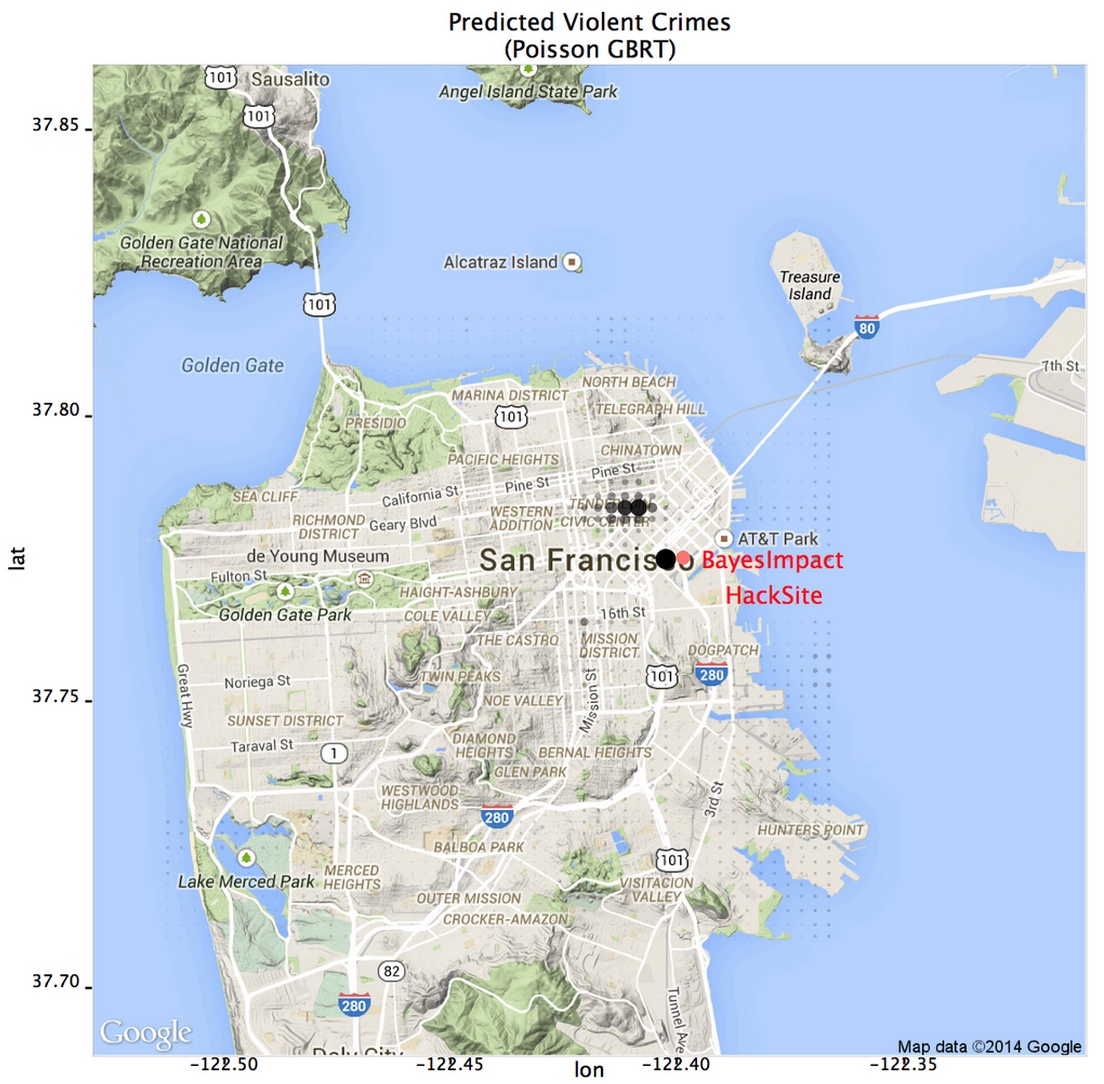 Predicted Violent Crimes
(Poisson GBRT)
101
Sausalito
Angel Island State Park
101
37.85
Golden Gate National
Recreation Area
Alcatraz Island
Treasure
Island
101
80
Golden Gate
7th St
37.80
NORTH BEACH
MARINA DISTRICT
TELEGRAPH HILL
101
PRESIDIO
CHINATOWN
PACIFIC HEIGHTS
Pine St
Pine St
California St
SEA CLIFF
WESTERN
ADDITION
CIVIC CENTER
RICHMOND
DISTRICT
Geary Blvd
AT&T Park
de Young Museum
San Francis o
BayesImpact
HackSite
Fulton St
HAIGHT-ASHBURY
Golden Gate Park
COLE VALLEY
16th St
THE CASTRO
MISSION
DISTRICT
DOGPATCH
101
280
Great Hwy
TWIN PEAKS
Noriega St
NOE VALLEY
Mission St
37.75
SUNSET DISTRICT
Taraval St
1
DIAMOND
HEIGHTS
BERNAL HEIGHTS
GLEN PARK
WESTWOOD
HIGHLANDS
3rd St
280
HUNTERS POINT
BALBOA PARK
101
Lake Merced Park
MERCED
HEIGHTS
VISITACION
VALLEY
OUTER MISSION
CROCKER-AMAZON
82
37.70
280
Tunnel Ave
Google
Daly City
Map data ©2014 Google
-122.50
-122.45
-122.40
-122.35
lon
lat